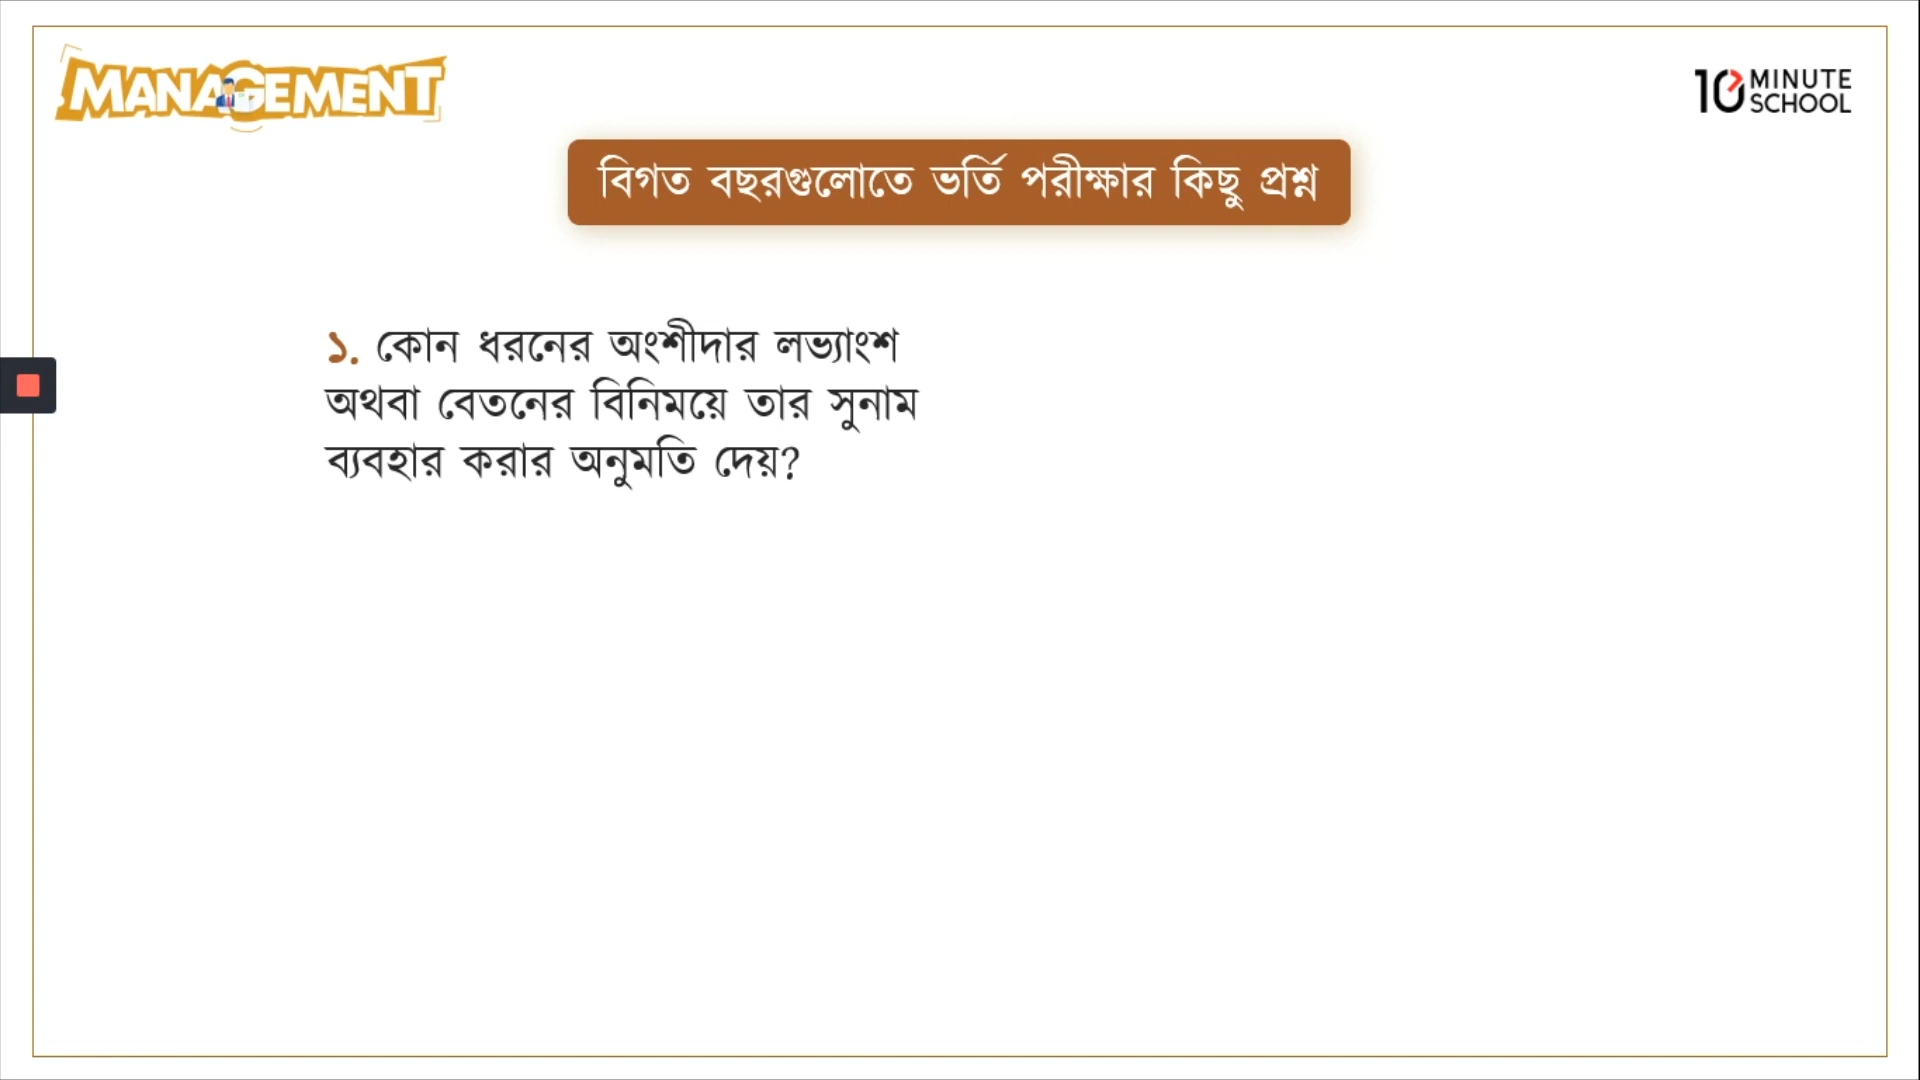 MANAGEMENT
10 MINUTE
SCHOOL
বিগত বছরগুলোতে ভর্তি পরীক্ষার কিছু প্রশ্ন
১. কোন ধরনের অংশীদার লভ্যাংশ
অথবা বেতনের বিনিময়ে তার সুনাম
ব্যবহার করার অনুমতি দেয়?